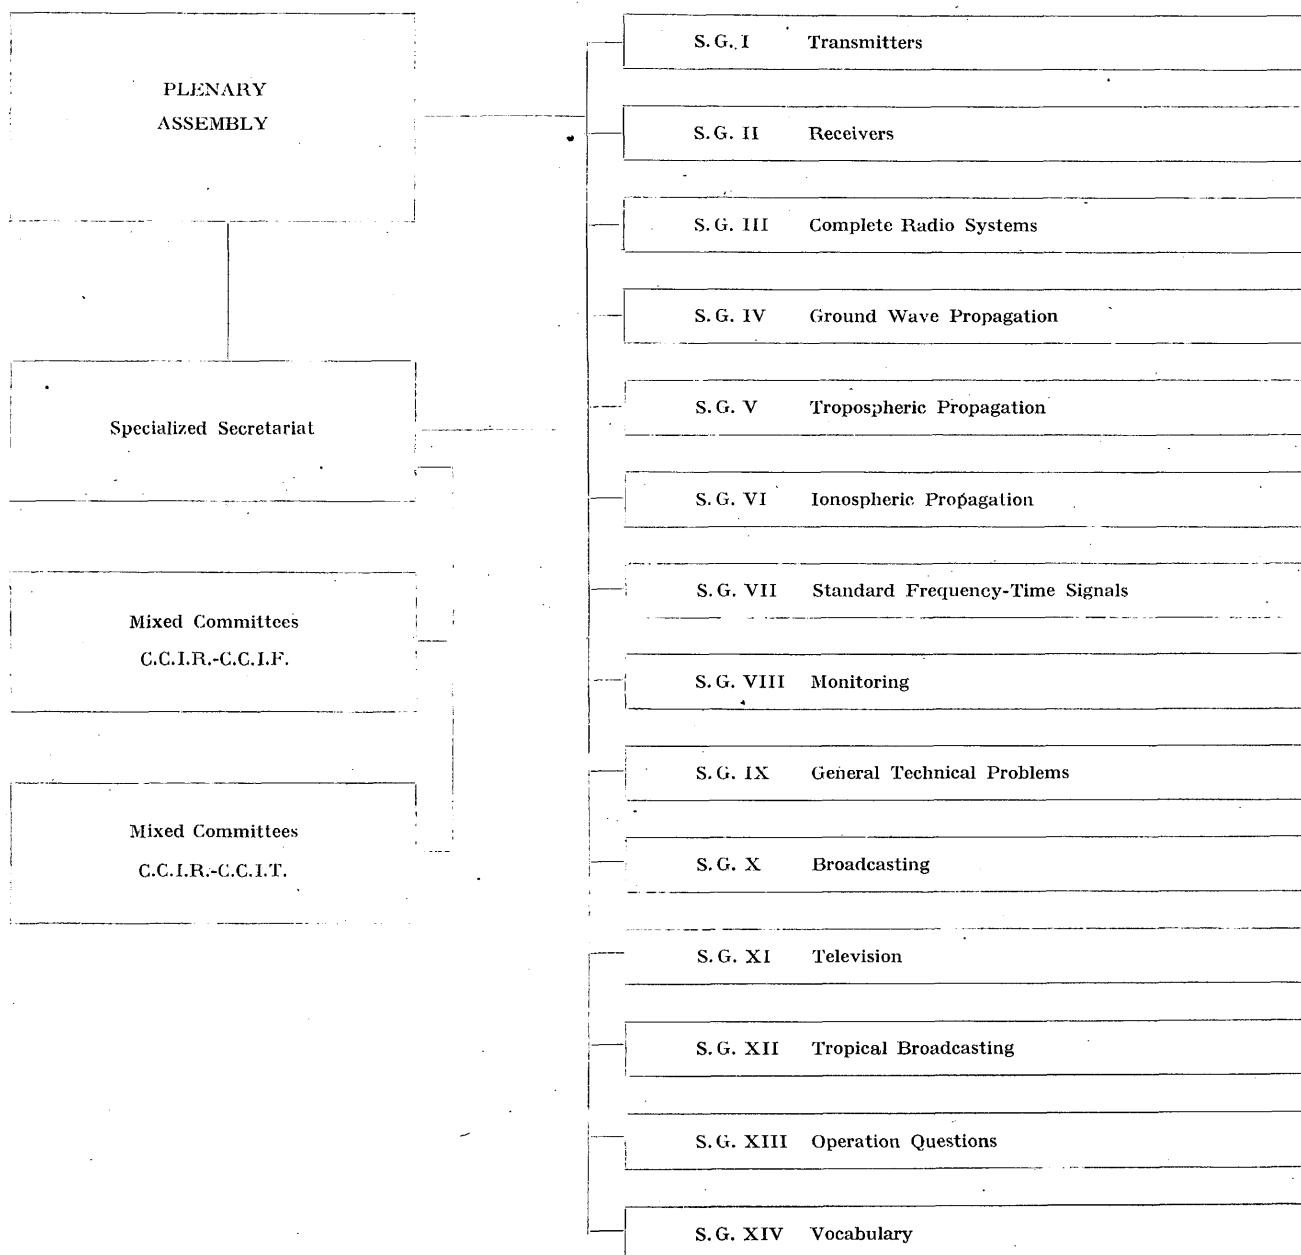 PLENARY
ASSEMBLY
Specialized Secretariat
Mixed Committees
C.C.I.R.-C.C.I.F.
Mixed Committees
C.C.I.R.-C.C.I.T.
S.G. I Transmitters
S.G. II Receivers
S.G. III Complete Radio Systems
S.G. IV Ground Wave Propagation
S.G. V Tropospheric Propagation
S.G. VI Ionospheric Propagation
S.G. VII Standard Frequency-Time Signals
S.G. VIII Monitoring
S.G. IX General Technical Problems
S.G. X Broadcasting
S.G. XI Television
S.G. XII Tropical Broadcasting
S.G. XIII Operation Questions
S.G. XIV Vocabulary